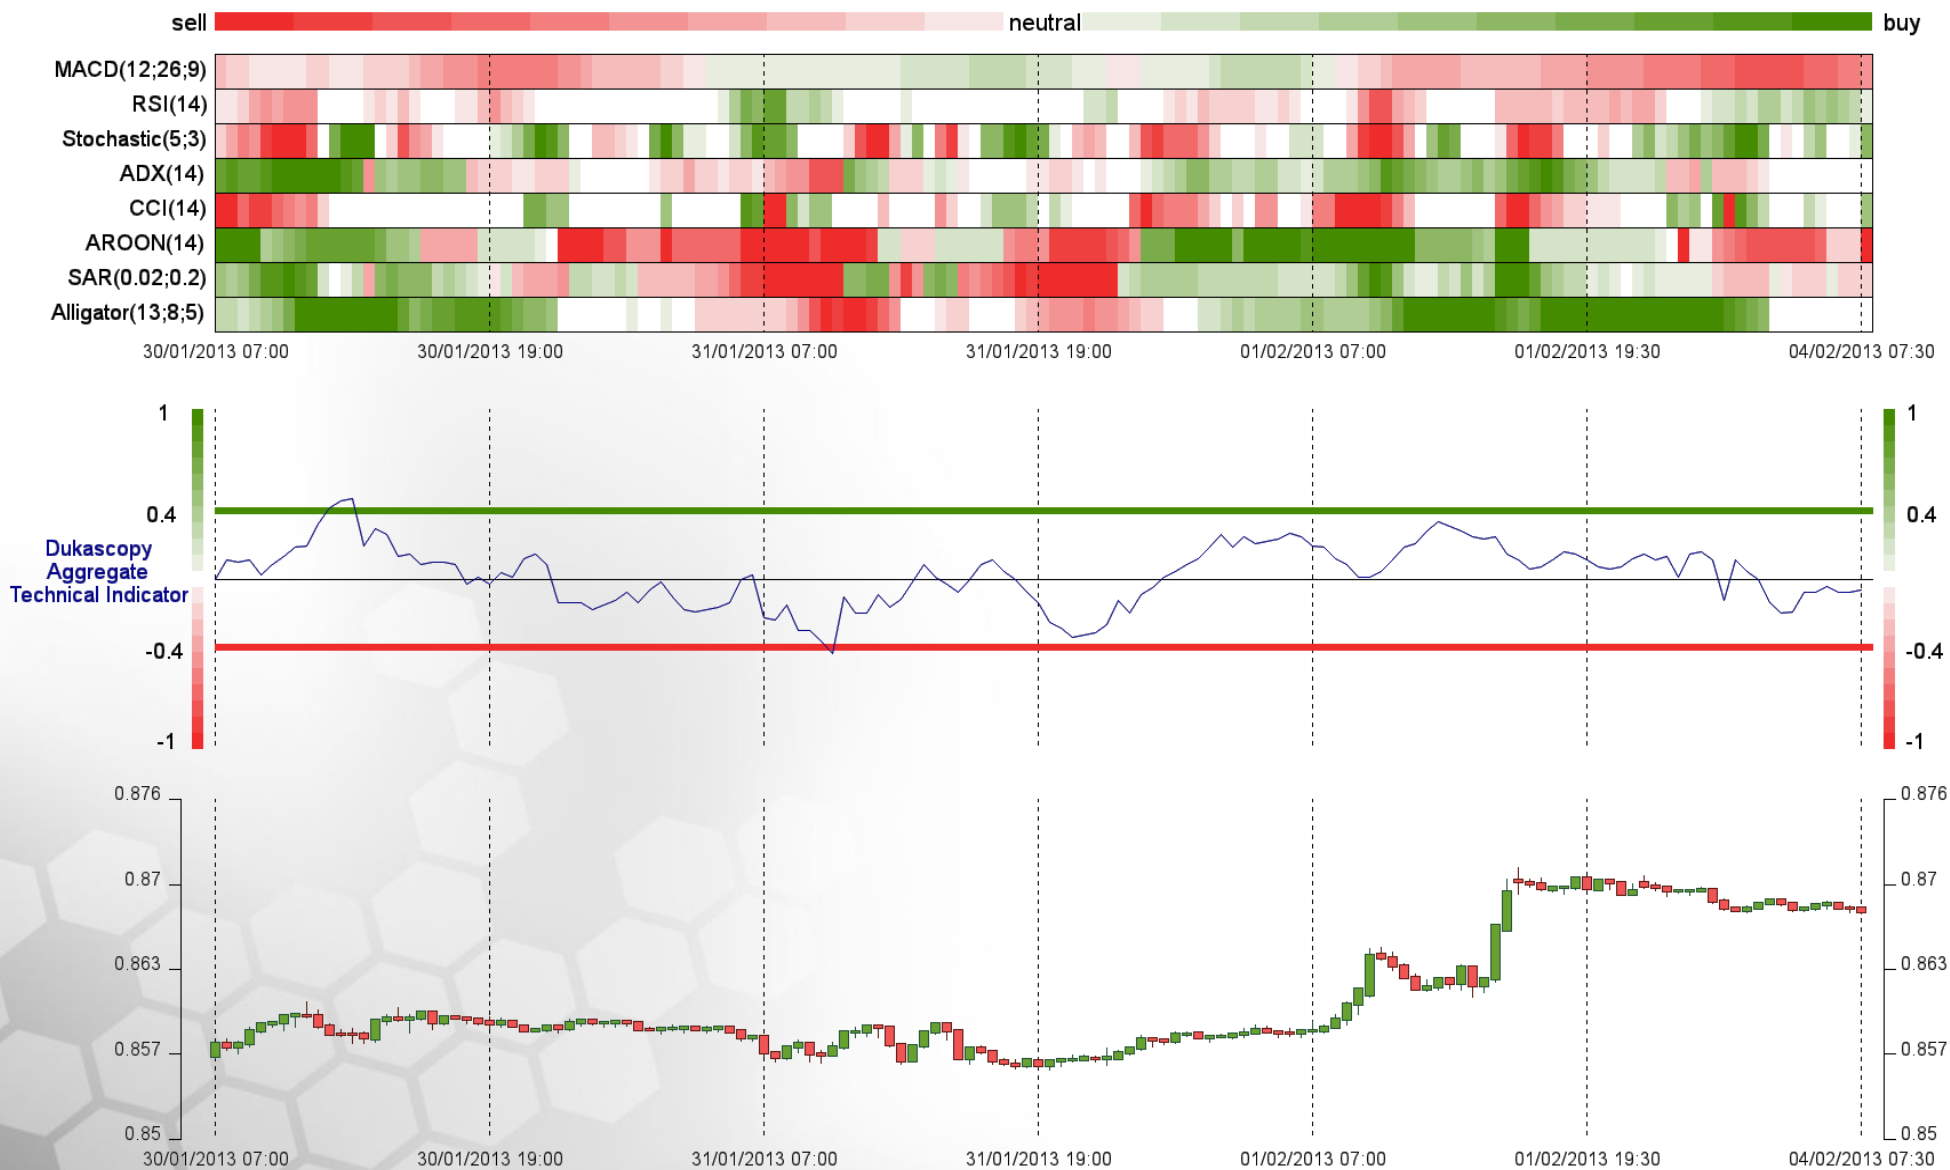 sell neutral buy
MACD(12;26;9)
RSI(14)
Stochastic(5;3)
ADX(14)
CCI(14)
AROON(14)
SAR(0.02;0.2)
Alligator(13;8;5)
30/01/2013 07:00 30/01/2013 19:00 31/01/2013 07:00 31/01/2013 19:00 01/02/2013 07:00 01/02/2013 19:30 04/02/2013 07:30
1 1
0.4 0.4
Dukascopy
Aggregate
Technical Indicator
-0.4 -0.4
-1 -1
0.876 0.876
0.87 0.87
0.863 0.863
0.857 0.857
0.85 0.85
30/01/2013 07:00 30/01/2013 19:00 31/01/2013 07:00 31/01/2013 19:00 01/02/2013 07:00 01/02/2013 19:30 04/02/2013 07:30